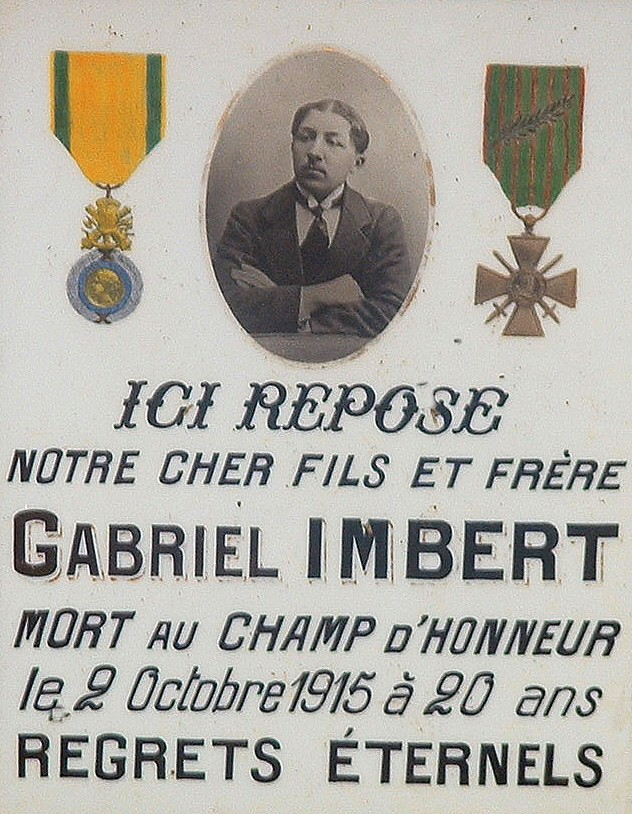 ICI REPOSE
NOTRE CHER FILS ET FRÈRE
GABRIEL IMBERT
MORT AU CHAMP D'HONNEUR
le 2 Octobre 1915 à 20 ans
REGRETS ÉTERNELS